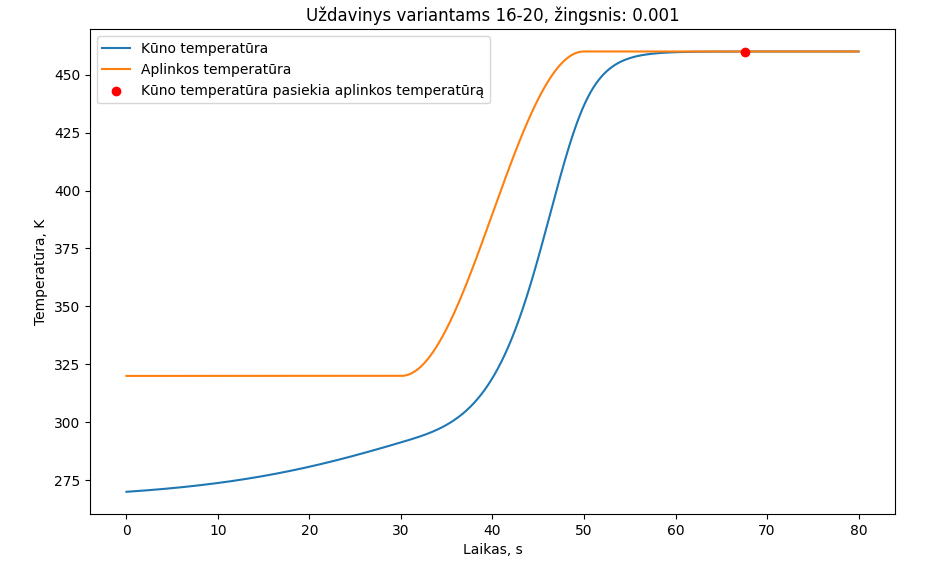 Uždavinys variantams 16-20, žingsnis: 0.001
Kūno temperatūra
Aplinkos temperatūra
Kūno temperatūra pasiekia aplinkos temperatūrą
Temperatūra, K
450
425
400
375
350
325
300
275
0 10 20 30 40 50 60 70 80
Laikas, s